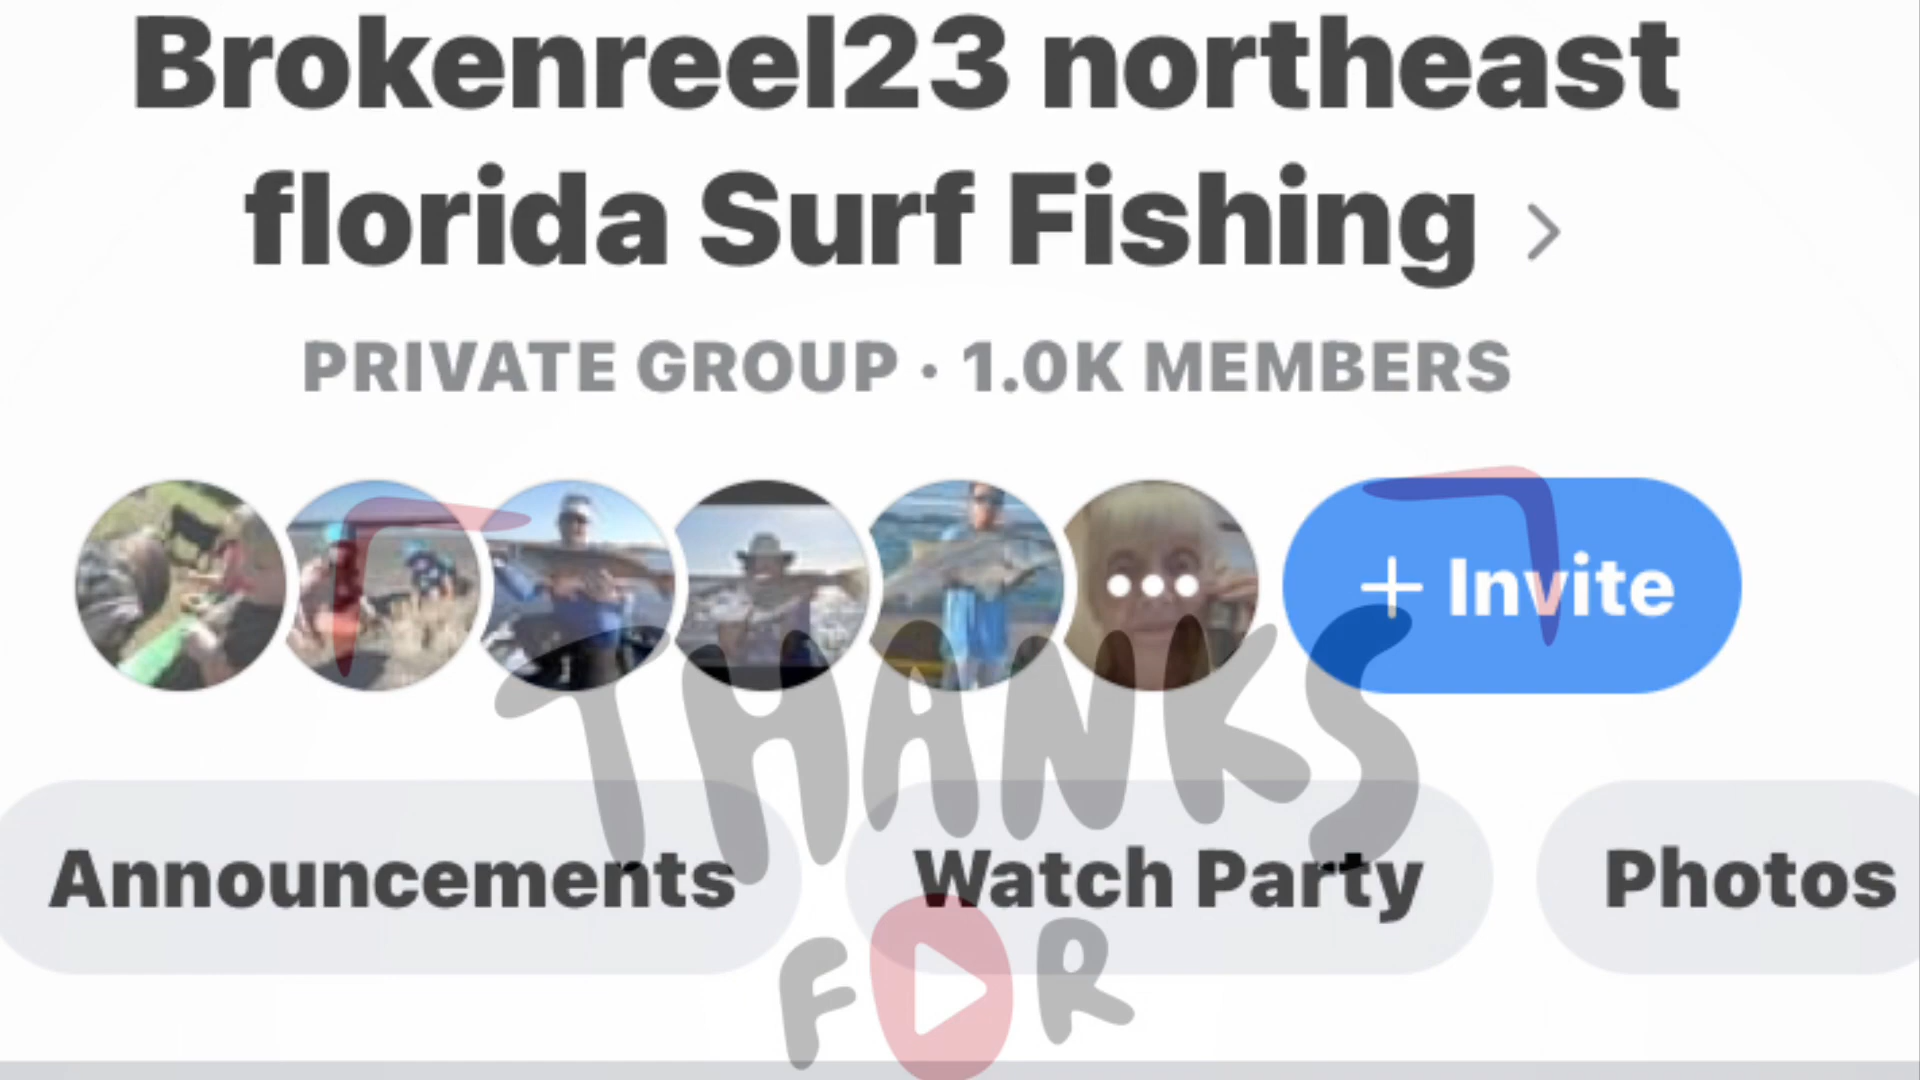 Brokenreel23 northeast
florida Surf Fishing >
PRIVATE GROUP · 1.0K MEMBERS
+ Invite
THANKS
Announcements
Watch Party
Photos
FOR